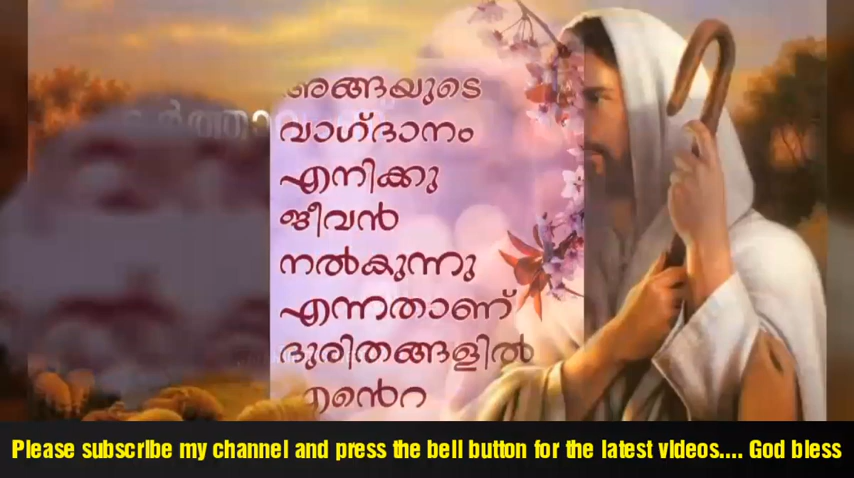 അങ്ങയുടെ
വാഗ്ദാനം
എനിക്കു
ജീവൻ
നൽകുന്നു
എന്നതാണ്
ദുരിതങ്ങളിൽ
എന്റെ
Please subscribe my channel and press the bell button for the latest videos.... God bless